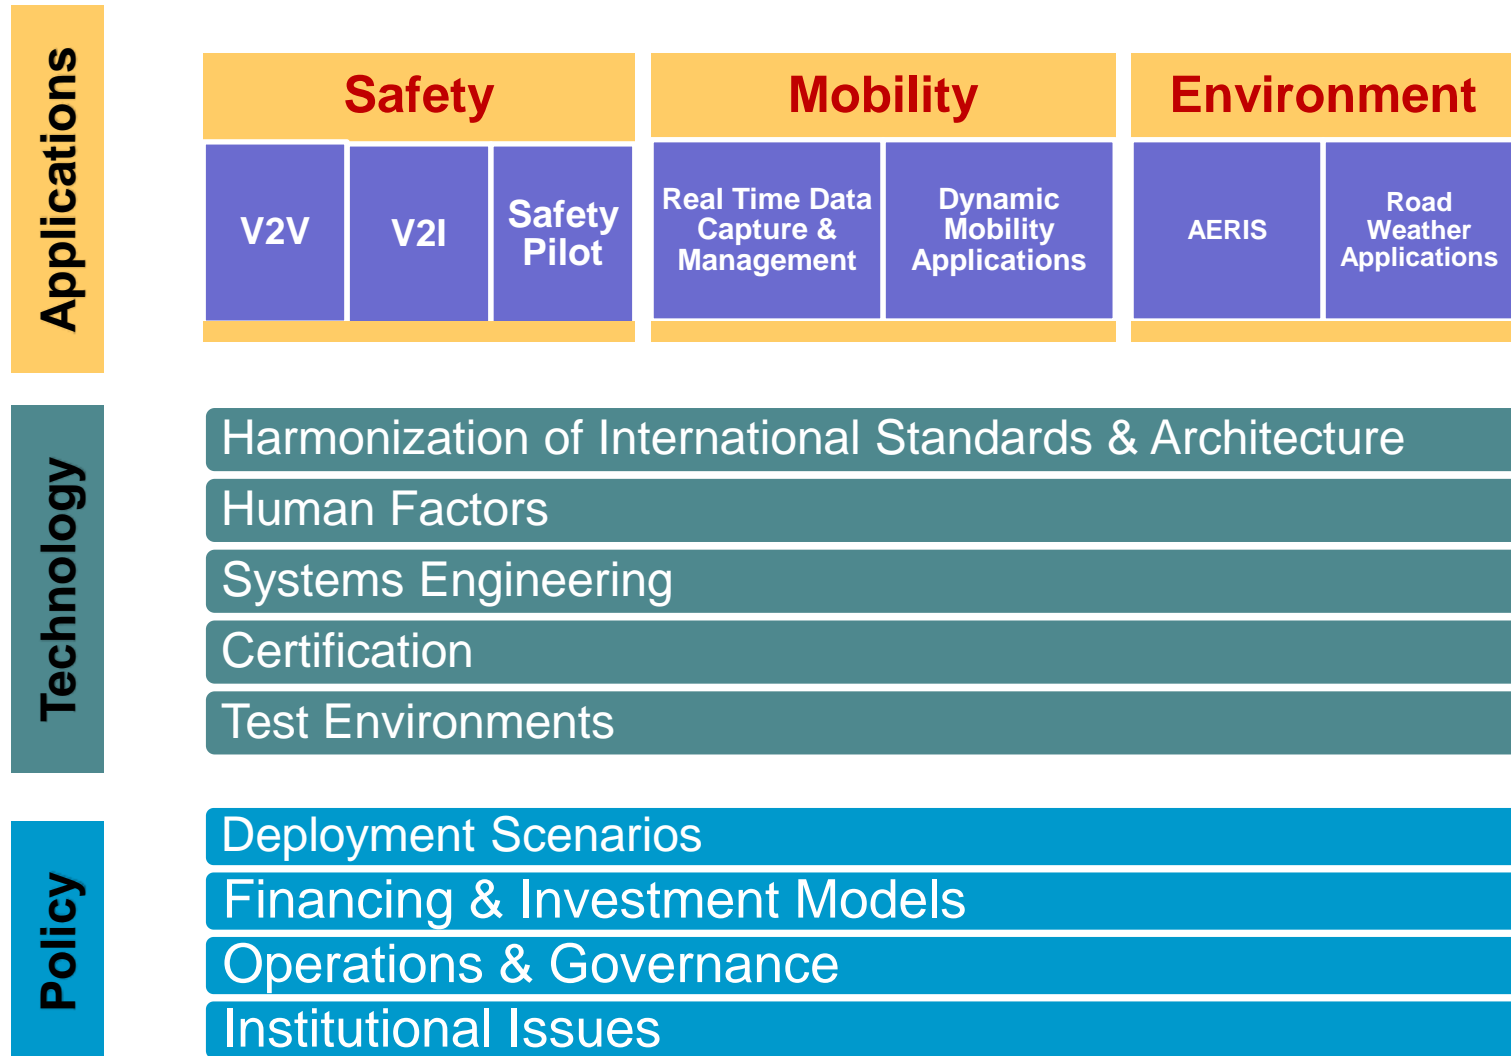 Applications
Safety
Mobility
Environment
V2V
V2I
Safety
Pilot
Real Time Data
Capture &
Management
Dynamic
Mobility
Applications
AERIS
Road
Weather
Applications
Technology
Harmonization of International Standards & Architecture
Human Factors
Systems Engineering
Certification
Test Environments
Policy
Deployment Scenarios
Financing & Investment Models
Operations & Governance
Institutional Issues